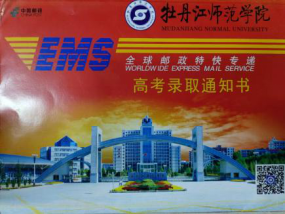 中国邮政
牡丹江师范学院
MUDANJIANG NORMAL UNIVERSITY
EMS
全球邮政特快专递
WORLDWIDE EXPRESS MAIL SERVICE
高考录取通知书